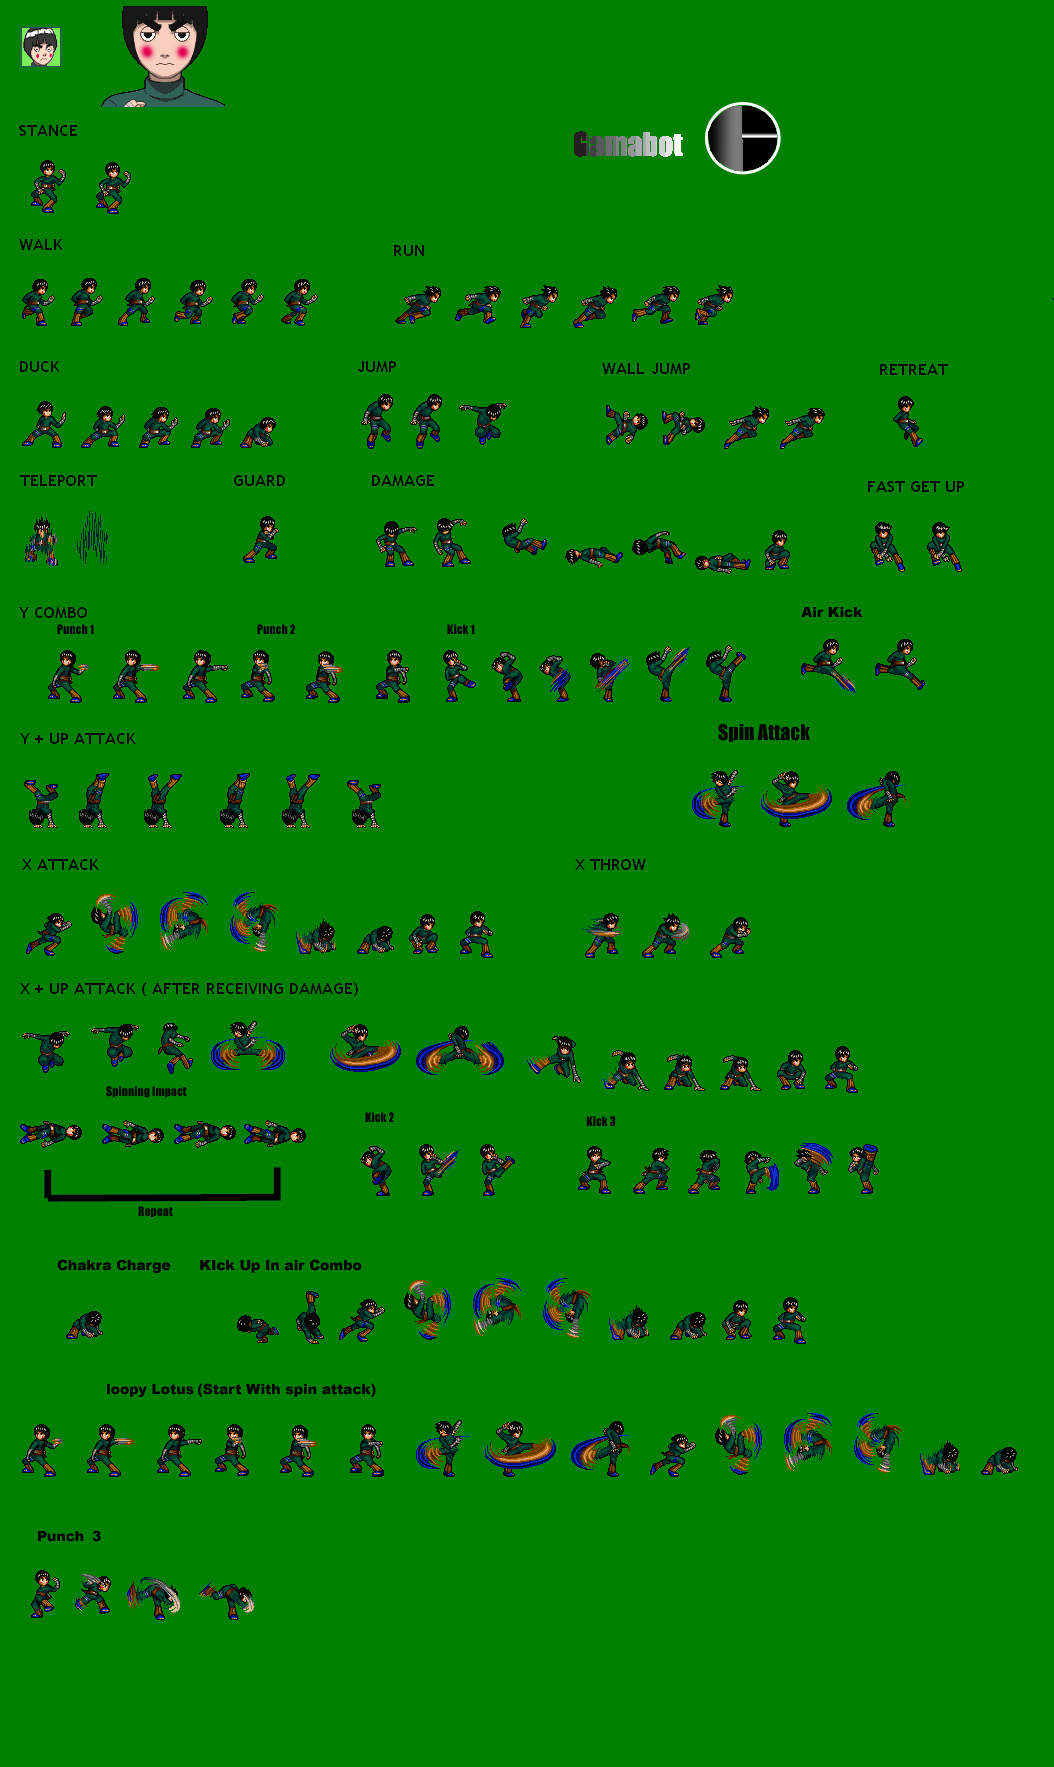 STANCE
Gamabot
WALK
RUN
DUCK
JUMP
WALL JUMP
RETREAT
TELEPORT
GUARD
DAMAGE
FAST GET UP
Y COMBO
Air Kick
Punch 1
Punch 2
Kick 1
Y + UP ATTACK
Spin Attack
X ATTACK
X THROW
X + UP ATTACK ( AFTER RECEIVING DAMAGE)
Spinning Impact
Kick 2
Kick 3
Repeat
Chakra Charge
KIck Up In air Combo
loopy Lotus (Start With spin attack)
Punch 3